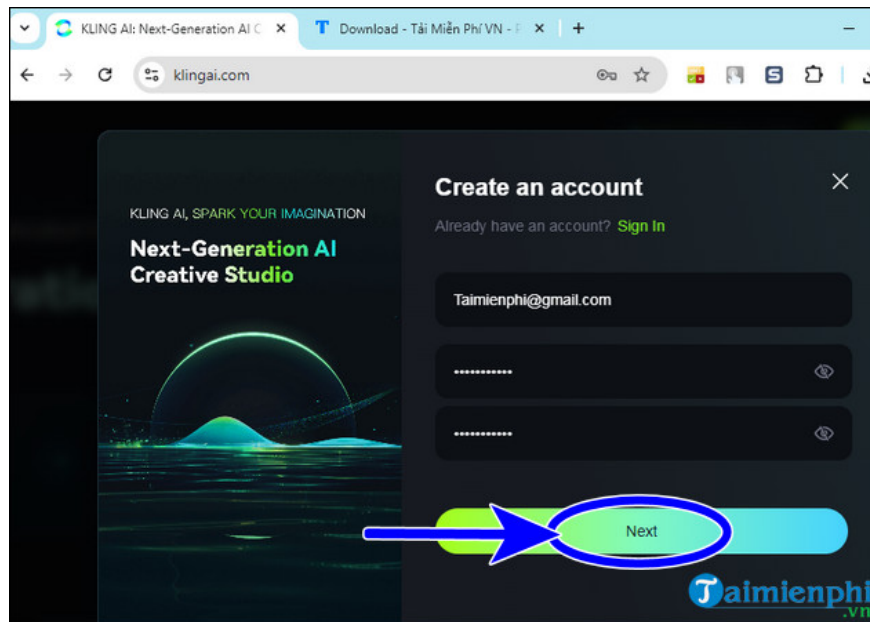 KLING AI: Next-Generation AI C
Download - Tải Miễn Phí VN - P
klingai.com
KLING AI, SPARK YOUR IMAGINATION
Next-Generation AI
Creative Studio
Create an account
Already have an account? Sign In
Taimienphi@gmail.com
Next
Taimienphi
.vn